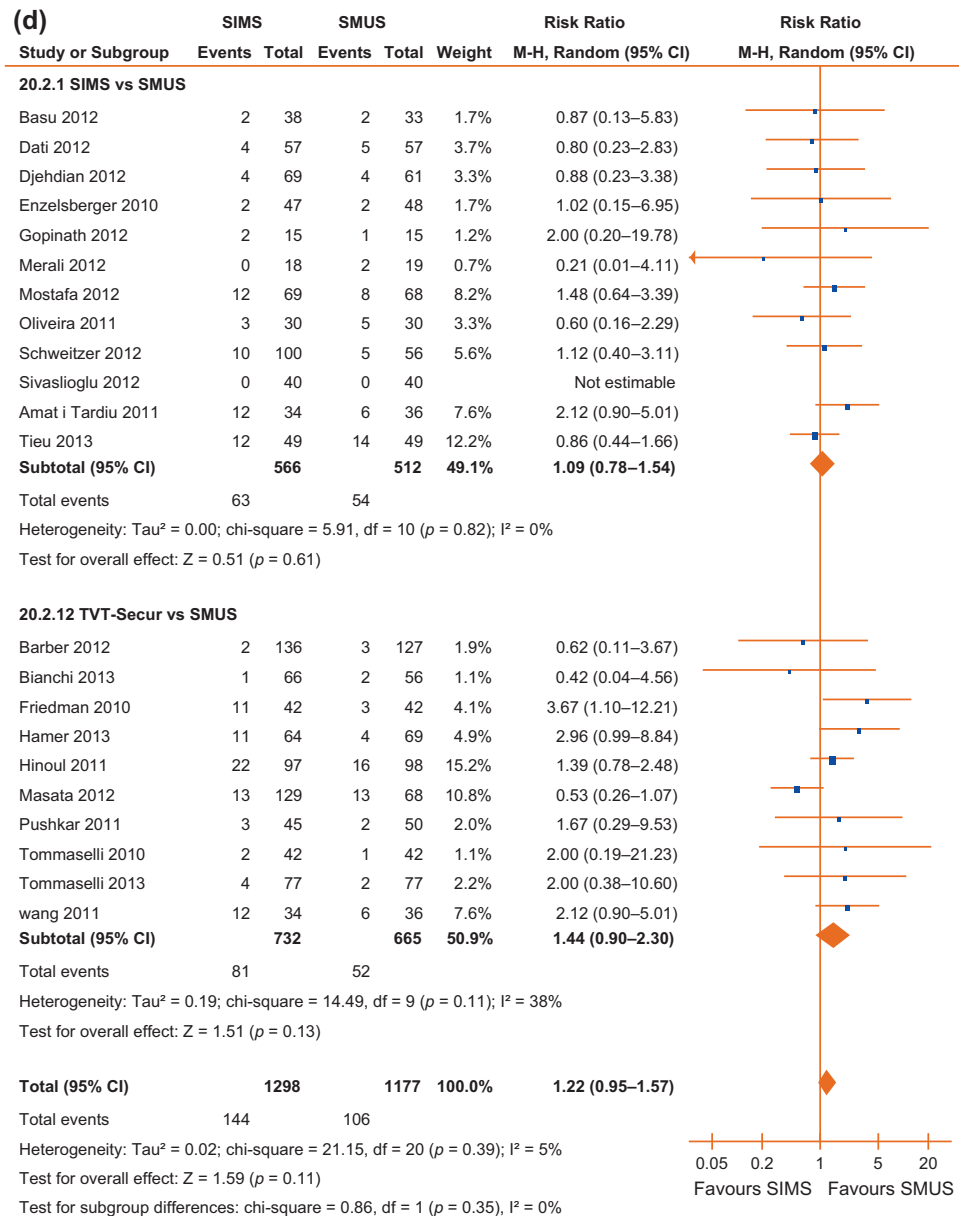 (d)
SIMS SMUS Risk Ratio Risk Ratio
Study or Subgroup Events Total Events Total Weight M-H, Random (95% CI) M-H, Random (95% CI)
20.2.1 SIMS vs SMUS
Basu 2012 2 38 2 33 1.7% 0.87 (0.13–5.83)
Dati 2012 4 57 5 57 3.7% 0.80 (0.23–2.83)
Djehdian 2012 4 69 4 61 3.3% 0.88 (0.23–3.38)
Enzelsberger 2010 2 47 2 48 1.7% 1.02 (0.15–6.95)
Gopinath 2012 2 15 1 15 1.2% 2.00 (0.20–19.78)
Merali 2012 0 18 2 19 0.7% 0.21 (0.01–4.11)
Mostafa 2012 12 69 8 68 8.2% 1.48 (0.64–3.39)
Oliveira 2011 3 30 5 30 3.3% 0.60 (0.16–2.29)
Schweitzer 2012 10 100 5 56 5.6% 1.12 (0.40–3.11)
Sivaslioglu 2012 0 40 0 40 Not estimable
Amat i Tardiu 2011 12 34 6 36 7.6% 2.12 (0.90–5.01)
Tieu 2013 12 49 14 49 12.2% 0.86 (0.44–1.66)
Subtotal (95% CI) 566 512 49.1% 1.09 (0.78–1.54)
Total events 63 54
Heterogeneity: Tau² = 0.00; chi-square = 5.91, df = 10 (p = 0.82); I² = 0%
Test for overall effect: Z = 0.51 (p = 0.61)
20.2.12 TVT-Secur vs SMUS
Barber 2012 2 136 3 127 1.9% 0.62 (0.11–3.67)
Bianchi 2013 1 66 2 56 1.1% 0.42 (0.04–4.56)
Friedman 2010 11 42 3 42 4.1% 3.67 (1.10–12.21)
Hamer 2013 11 64 4 69 4.9% 2.96 (0.99–8.84)
Hinoul 2011 22 97 16 98 15.2% 1.39 (0.78–2.48)
Masata 2012 13 129 13 68 10.8% 0.53 (0.26–1.07)
Pushkar 2011 3 45 2 50 2.0% 1.67 (0.29–9.53)
Tommaselli 2010 2 42 1 42 1.1% 2.00 (0.19–21.23)
Tommaselli 2013 4 77 2 77 2.2% 2.00 (0.38–10.60)
wang 2011 12 34 6 36 7.6% 2.12 (0.90–5.01)
Subtotal (95% CI) 732 665 50.9% 1.44 (0.90–2.30)
Total events 81 52
Heterogeneity: Tau² = 0.19; chi-square = 14.49, df = 9 (p = 0.11); I² = 38%
Test for overall effect: Z = 1.51 (p = 0.13)
Total (95% CI) 1298 1177 100.0% 1.22 (0.95–1.57)
Total events 144 106
Heterogeneity: Tau² = 0.02; chi-square = 21.15, df = 20 (p = 0.39); I² = 5%
Test for overall effect: Z = 1.59 (p = 0.11)
Test for subgroup differences: chi-square = 0.86, df = 1 (p = 0.35), I² = 0%
0.05 0.2 1 5 20
Favours SIMS Favours SMUS